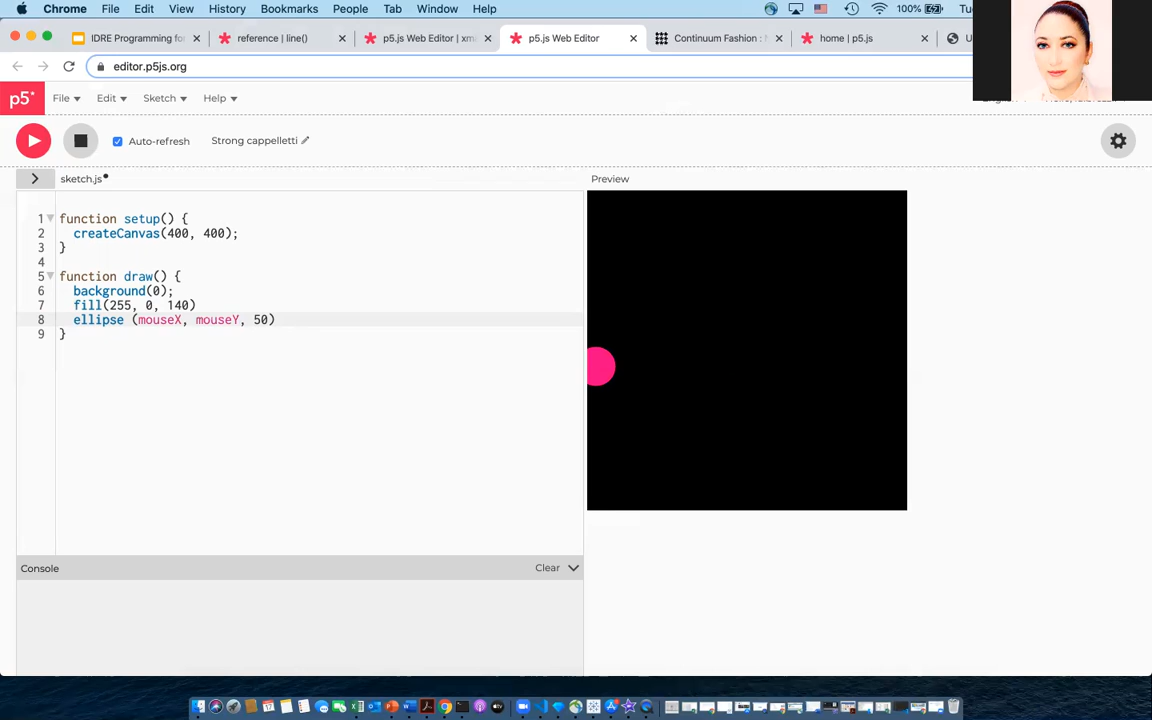 Chrome File Edit View History Bookmarks People Tab Window Help 100%
IDRE Programming for reference | line() p5.js Web Editor | p5.js Web Editor Continuum Fashion : home | p5.js
editor.p5js.org
p5* File Edit Sketch Help
Auto-refresh Strong cappelletti
> sketch.js Preview
1 function setup() {
2 createCanvas(400, 400);
3 }
4
5 function draw() {
6 background(0);
7 fill(255, 0, 140)
8 ellipse (mouseX, mouseY, 50)
9 }
Console Clear